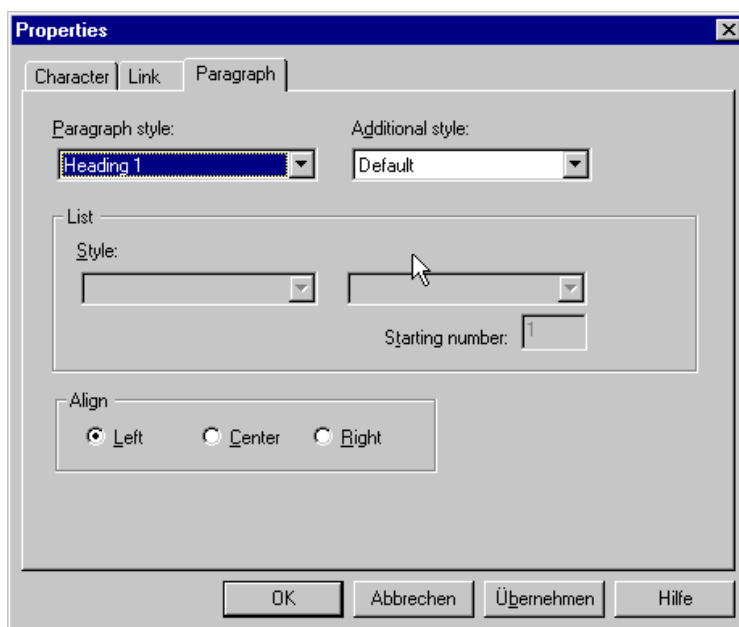 Properties
Character Link Paragraph
Paragraph style: Additional style:
Heading 1 Default
List
Style:
Starting number: 1
Align
Left Center Right
OK Abbrechen Übernehmen Hilfe